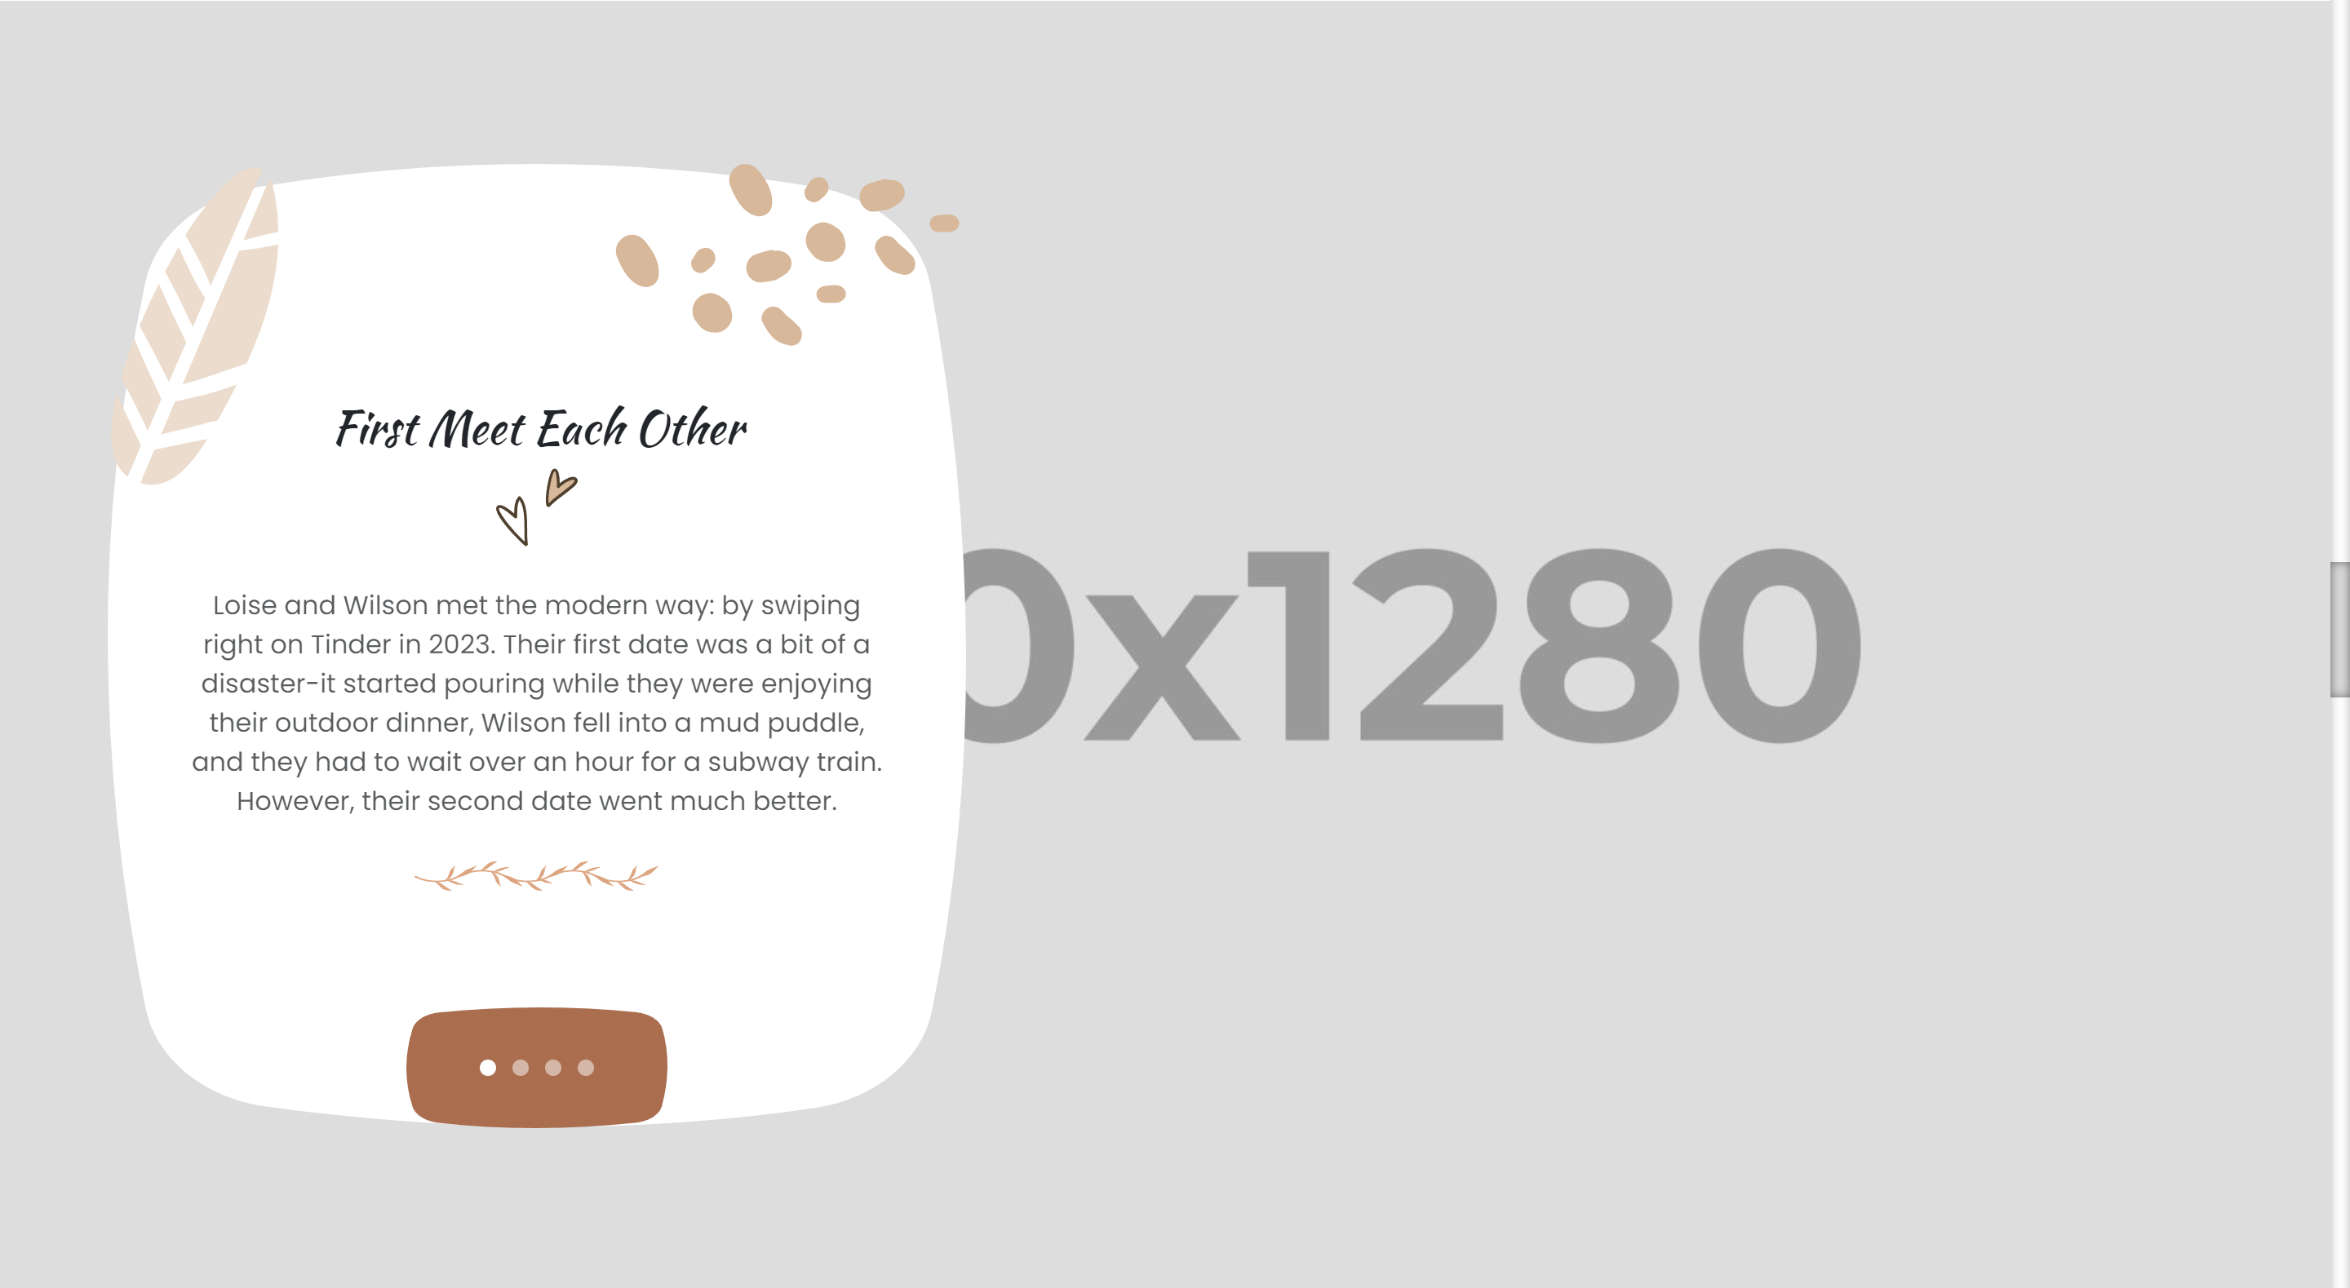 First Meet Each Other
Loise and Wilson met the modern way: by swiping
right on Tinder in 2023. Their first date was a bit of a
disaster-it started pouring while they were enjoying
their outdoor dinner, Wilson fell into a mud puddle,
and they had to wait over an hour for a subway train.
However, their second date went much better.
0x1280